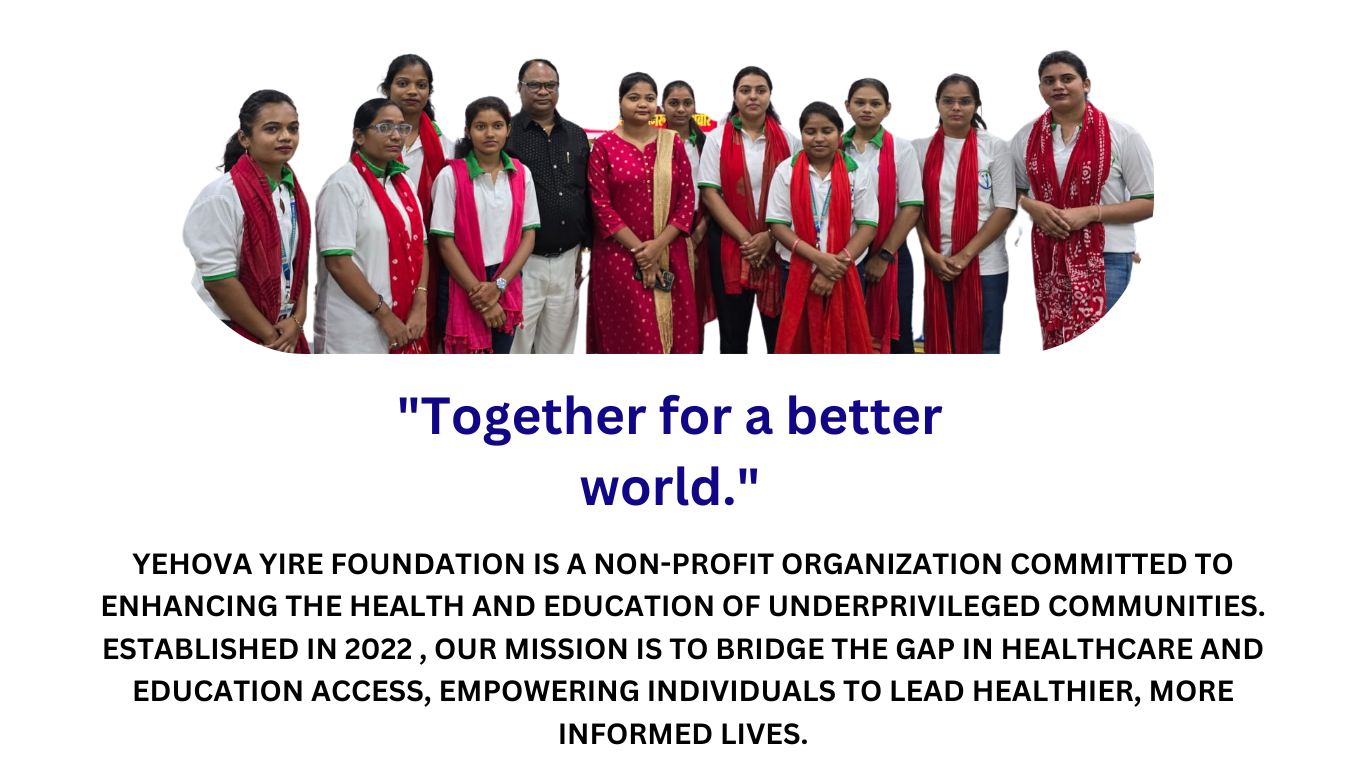 "Together for a better
world."
YEHOVA YIRE FOUNDATION IS A NON-PROFIT ORGANIZATION COMMITTED TO
ENHANCING THE HEALTH AND EDUCATION OF UNDERPRIVILEGED COMMUNITIES.
ESTABLISHED IN 2022 , OUR MISSION IS TO BRIDGE THE GAP IN HEALTHCARE AND
EDUCATION ACCESS, EMPOWERING INDIVIDUALS TO LEAD HEALTHIER, MORE
INFORMED LIVES.